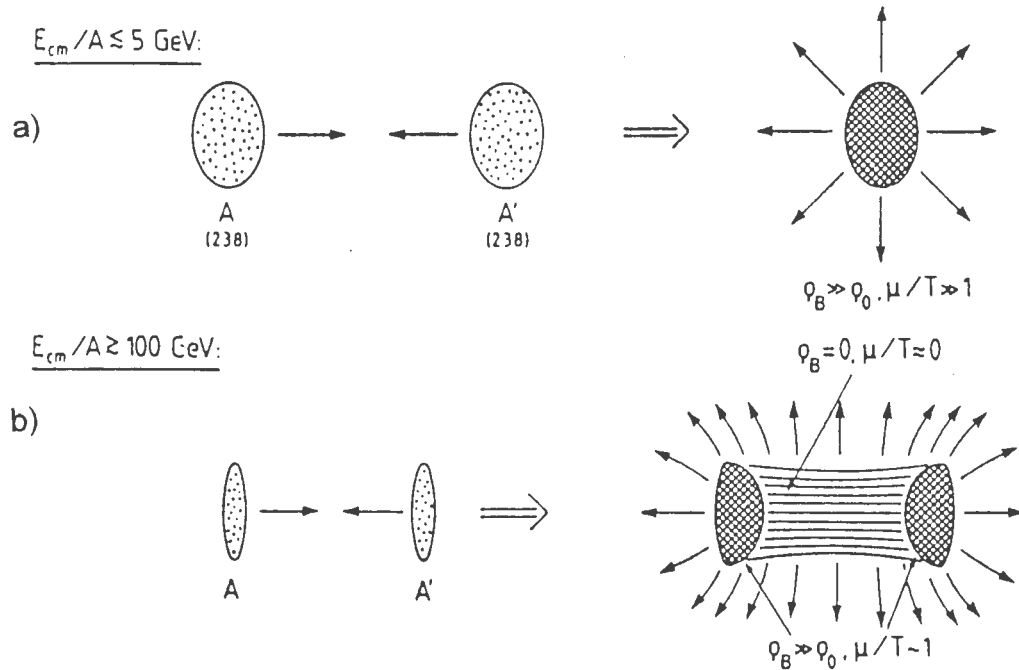 E_cm/A ≲ 5 GeV:
a)
A
(238)
A'
(238)
ρ_B ≫ ρ_0, μ/T ≫ 1
E_cm/A ≳ 100 GeV:
ρ_B = 0, μ/T ≈ 0
b)
A
A'
ρ_B ≫ ρ_0, μ/T ~ 1